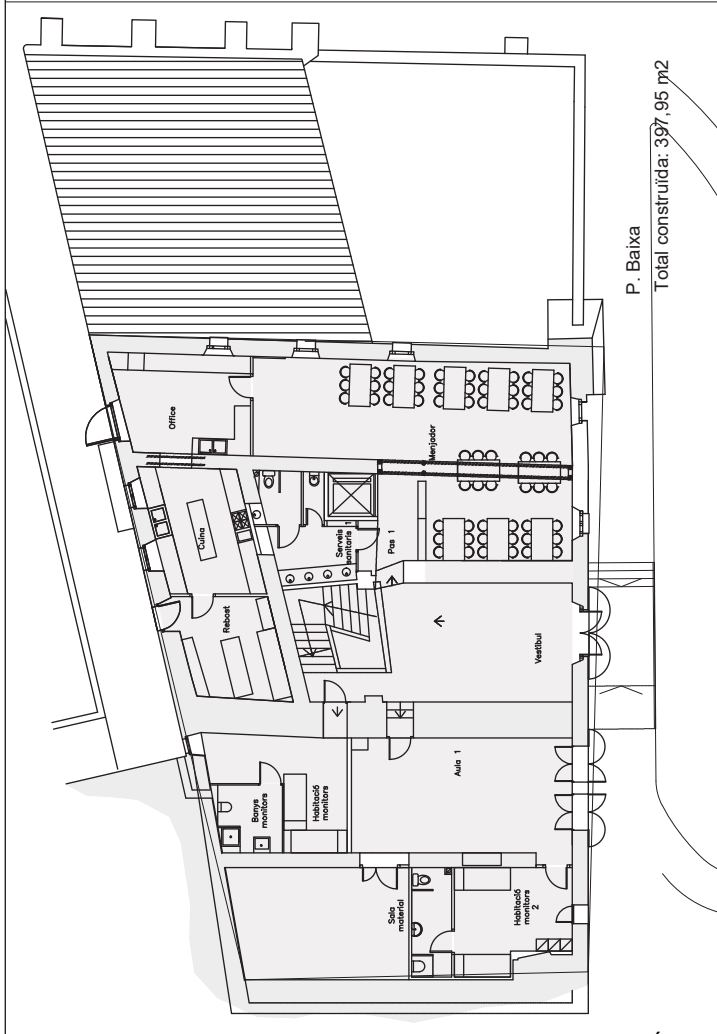 Office
Cuina
Rebost
Serveis
sanitaris 1
Menjador
Pas 1
Vestíbul
Banys
monitors
Habitació
monitors
Aula 1
Sala
material
Habitació
monitors
2
P. Baixa
Total construïda: 397,95 m2